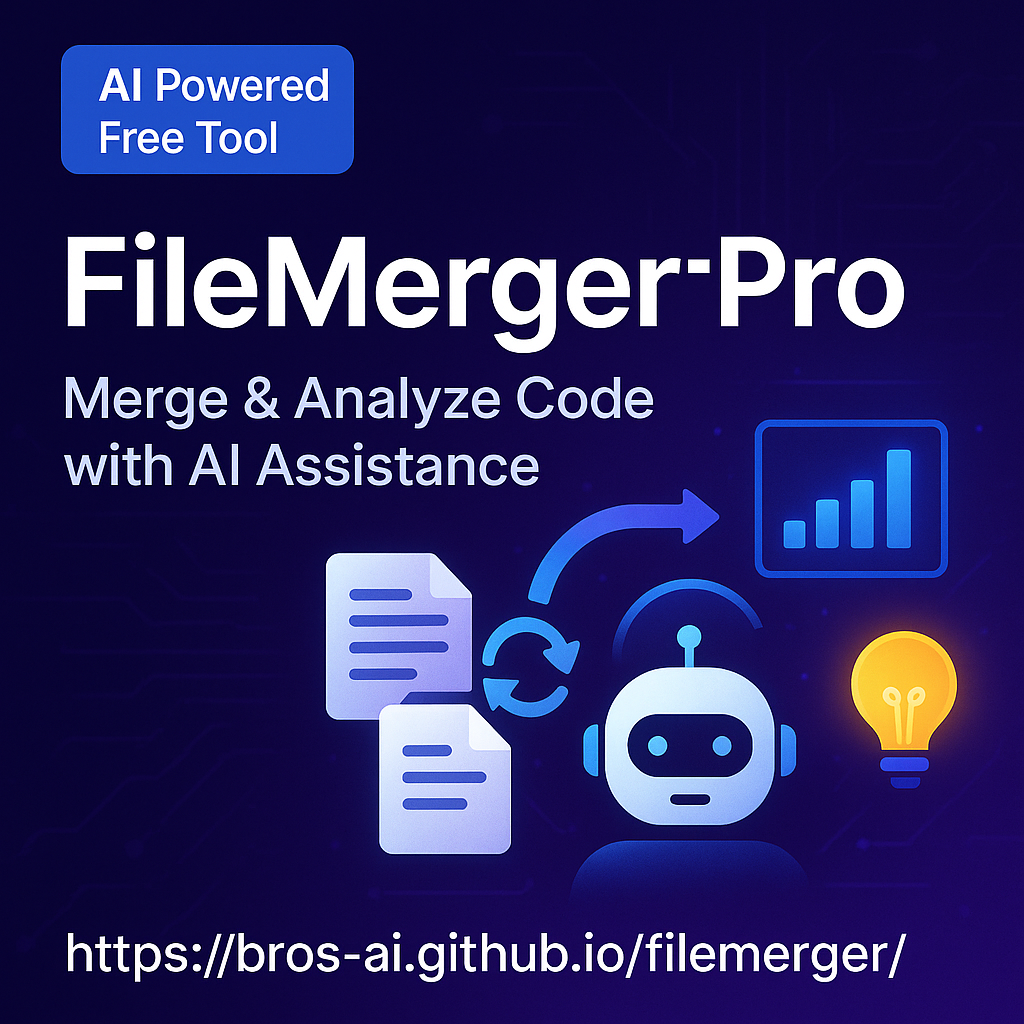 AI Powered
Free Tool
FileMerger-Pro
Merge & Analyze Code
with AI Assistance
https://bros-ai.github.io/filemerger/